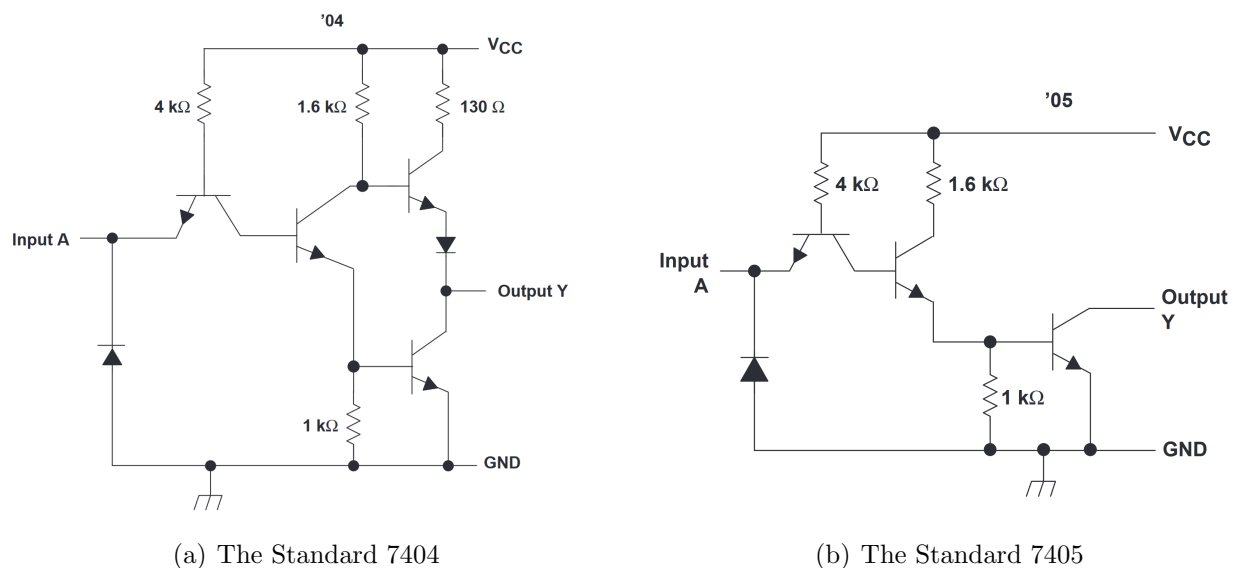 '04
VCC
4 kΩ
1.6 kΩ
130 Ω
Input A
Output Y
1 kΩ
GND
(a) The Standard 7404
'05
VCC
4 kΩ
1.6 kΩ
Input
A
Output
Y
1 kΩ
GND
(b) The Standard 7405